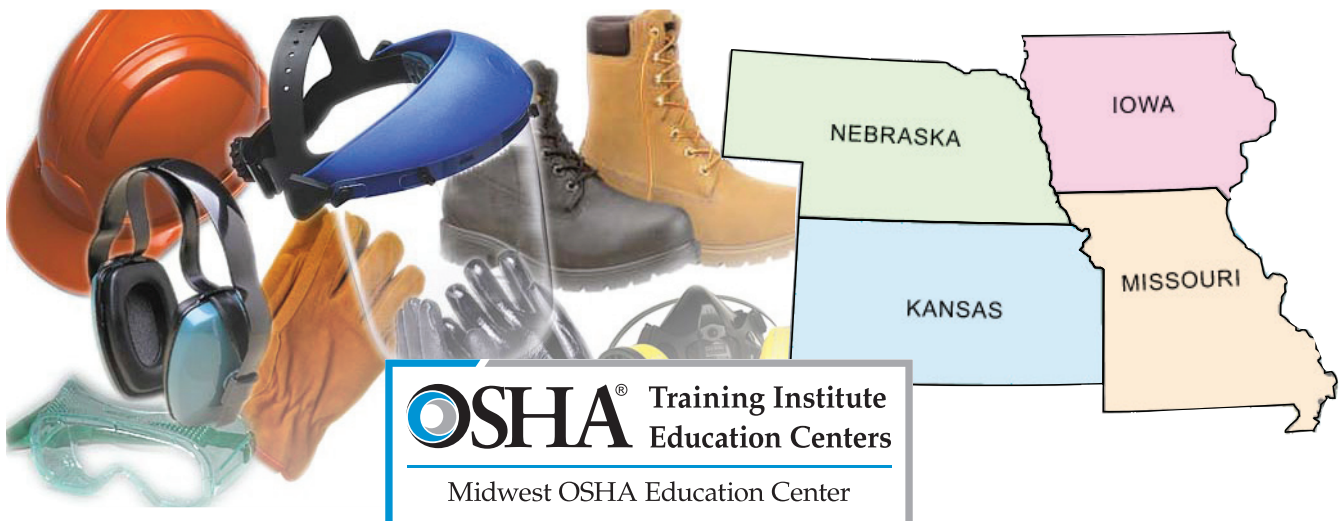 IOWA
NEBRASKA
MISSOURI
KANSAS
OSHA® Training Institute
Education Centers
Midwest OSHA Education Center